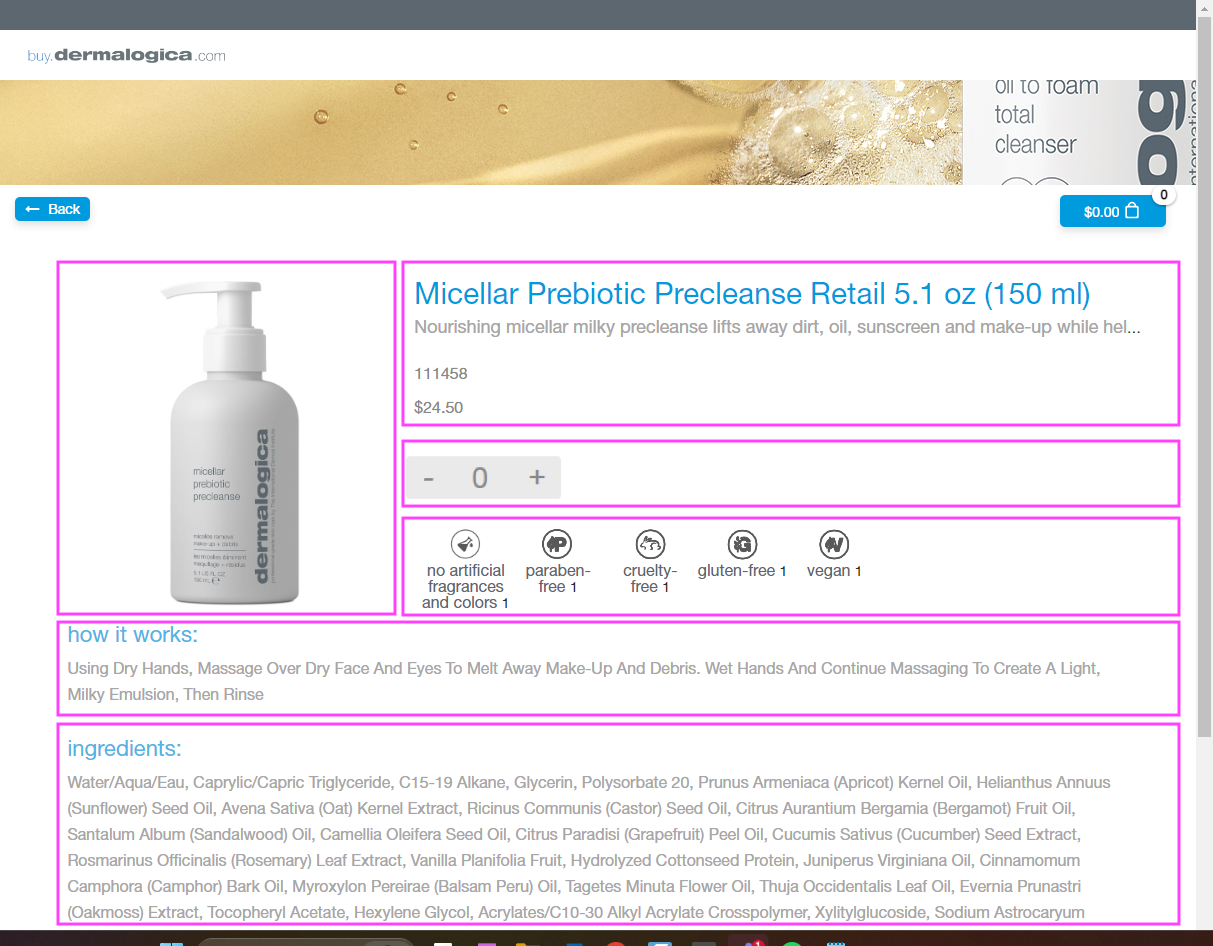 buy.dermalogica.com
oil to foam
total
cleanser
← Back
0
$0.00
Micellar Prebiotic Precleanse Retail 5.1 oz (150 ml)
Nourishing micellar milky precleanse lifts away dirt, oil, sunscreen and make-up while hel...
111458
$24.50
micellar
prebiotic
precleanse
dermalogica
- 0 +
no artificial
fragrances
and colors 1
paraben-
free 1
cruelty-
free 1
gluten-free 1
vegan 1
how it works:
Using Dry Hands, Massage Over Dry Face And Eyes To Melt Away Make-Up And Debris. Wet Hands And Continue Massaging To Create A Light,
Milky Emulsion, Then Rinse
ingredients:
Water/Aqua/Eau, Caprylic/Capric Triglyceride, C15-19 Alkane, Glycerin, Polysorbate 20, Prunus Armeniaca (Apricot) Kernel Oil, Helianthus Annuus
(Sunflower) Seed Oil, Avena Sativa (Oat) Kernel Extract, Ricinus Communis (Castor) Seed Oil, Citrus Aurantium Bergamia (Bergamot) Fruit Oil,
Santalum Album (Sandalwood) Oil, Camellia Oleifera Seed Oil, Citrus Paradisi (Grapefruit) Peel Oil, Cucumis Sativus (Cucumber) Seed Extract,
Rosmarinus Officinalis (Rosemary) Leaf Extract, Vanilla Planifolia Fruit, Hydrolyzed Cottonseed Protein, Juniperus Virginiana Oil, Cinnamomum
Camphora (Camphor) Bark Oil, Myroxylon Pereirae (Balsam Peru) Oil, Tagetes Minuta Flower Oil, Thuja Occidentalis Leaf Oil, Evernia Prunastri
(Oakmoss) Extract, Tocopheryl Acetate, Hexylene Glycol, Acrylates/C10-30 Alkyl Acrylate Crosspolymer, Xylitylglucoside, Sodium Astrocaryum